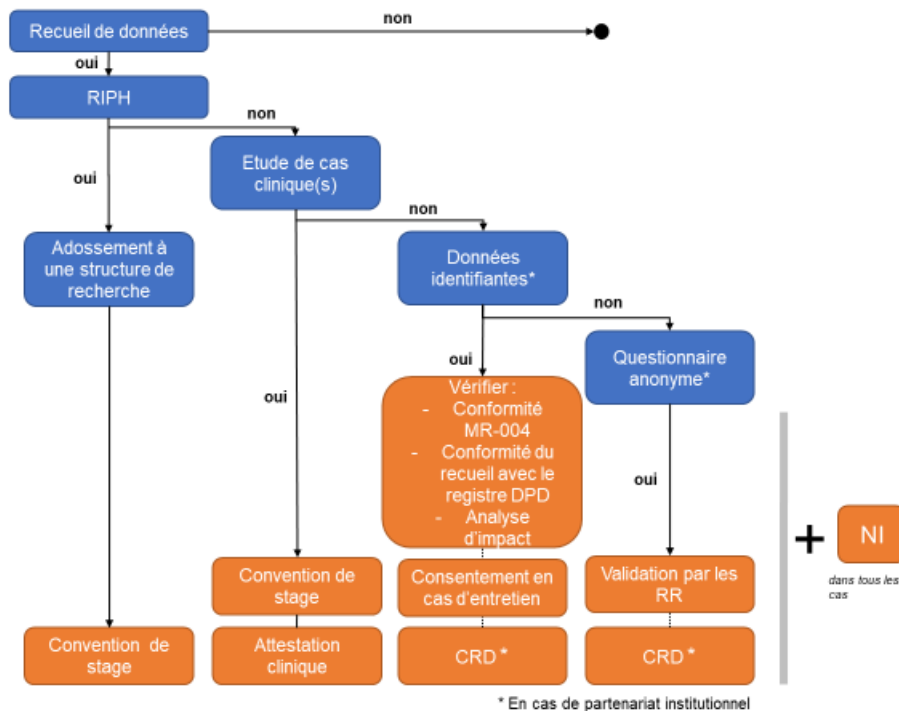 non
Recueil de données
oui
RIPH
non
Etude de cas
clinique(s)
oui
non
Adossement à
une structure de
recherche
Données
identifiantes*
non
oui
Questionnaire
anonyme*
Vérifier :
- Conformité
MR-004
- Conformité du
recueil avec le
registre DPD
- Analyse
d'impact
oui
oui
NI
dans tous les
cas
Convention de
stage
Consentement en
cas d'entretien
Validation par les
RR
Convention de
stage
Attestation
clinique
CRD *
CRD *
* En cas de partenariat institutionnel